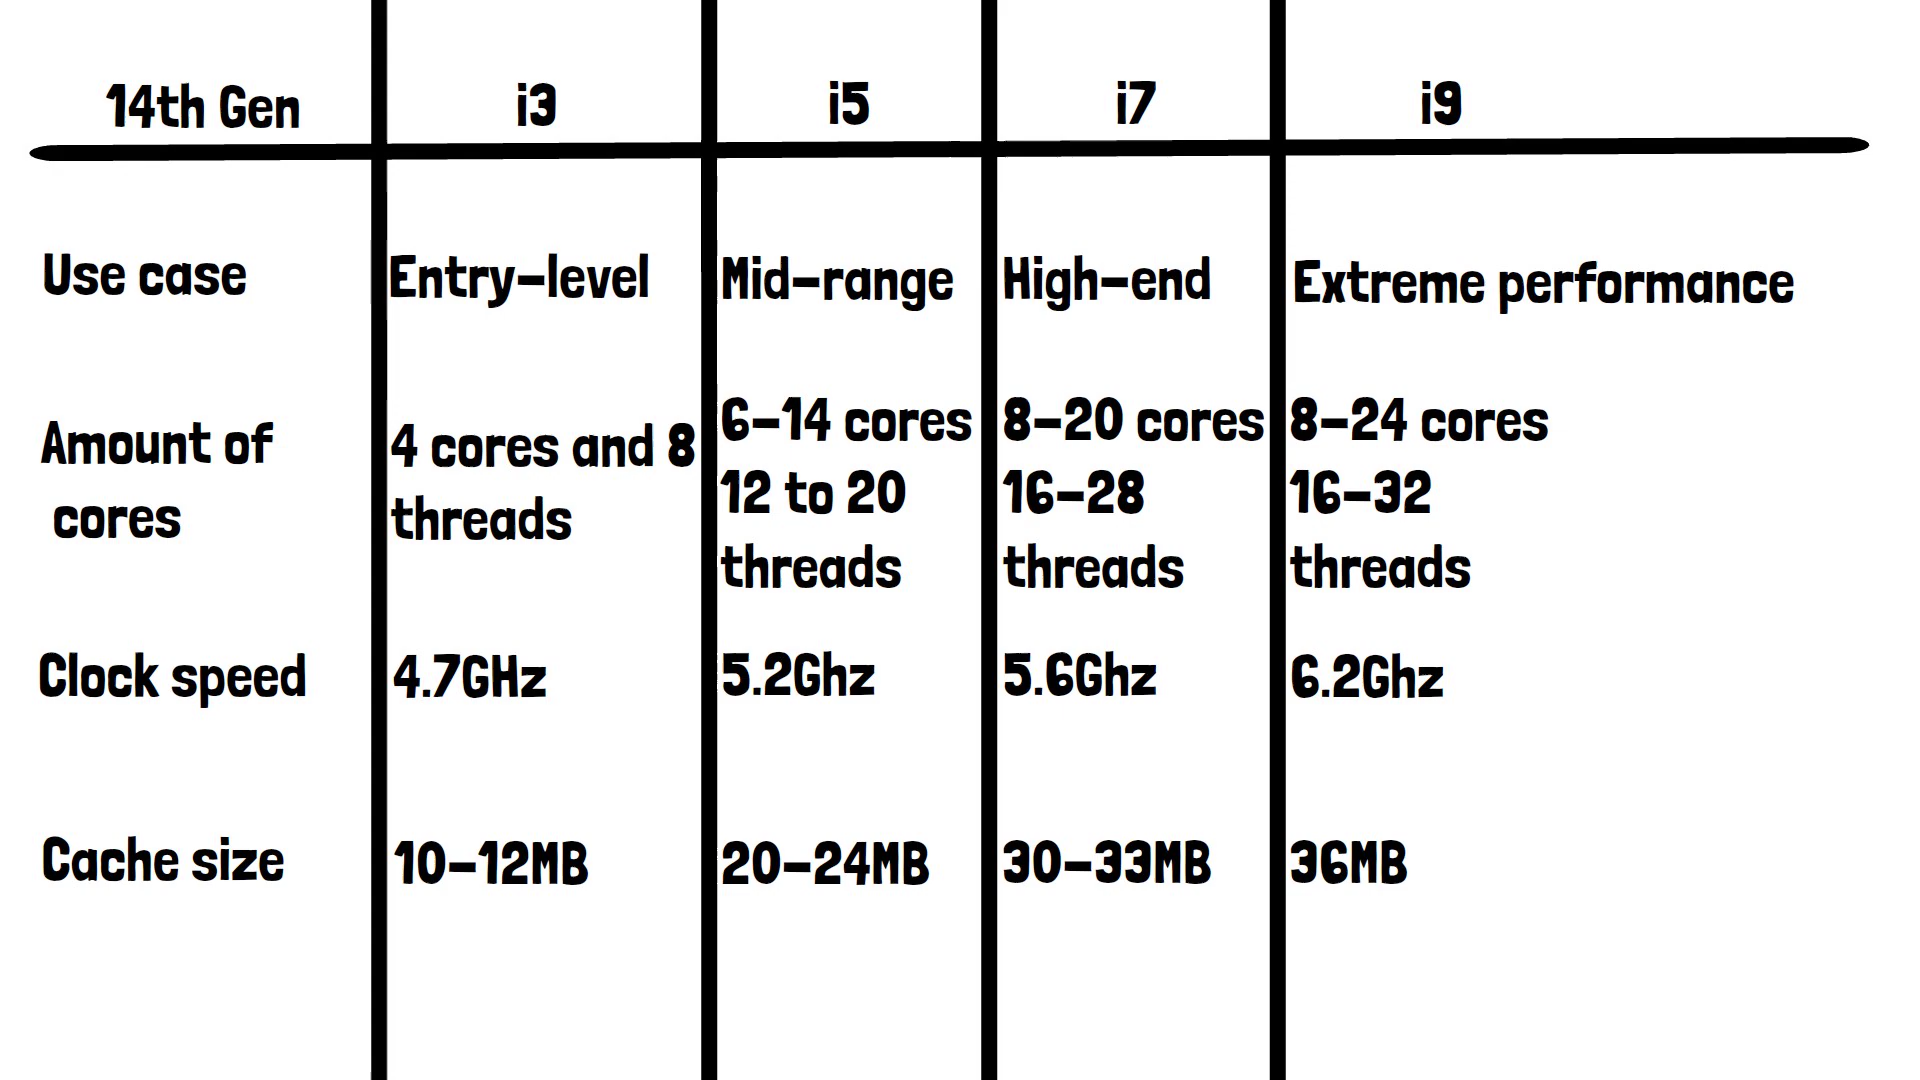 14th Gen i3 i5 i7 i9
Use case Entry-level Mid-range High-end Extreme performance
Amount of
cores
4 cores and 8
threads
6-14 cores
12 to 20
threads
8-20 cores
16-28
threads
8-24 cores
16-32
threads
Clock speed 4.7GHz 5.2Ghz 5.6Ghz 6.2Ghz
Cache size 10-12MB 20-24MB 30-33MB 36MB